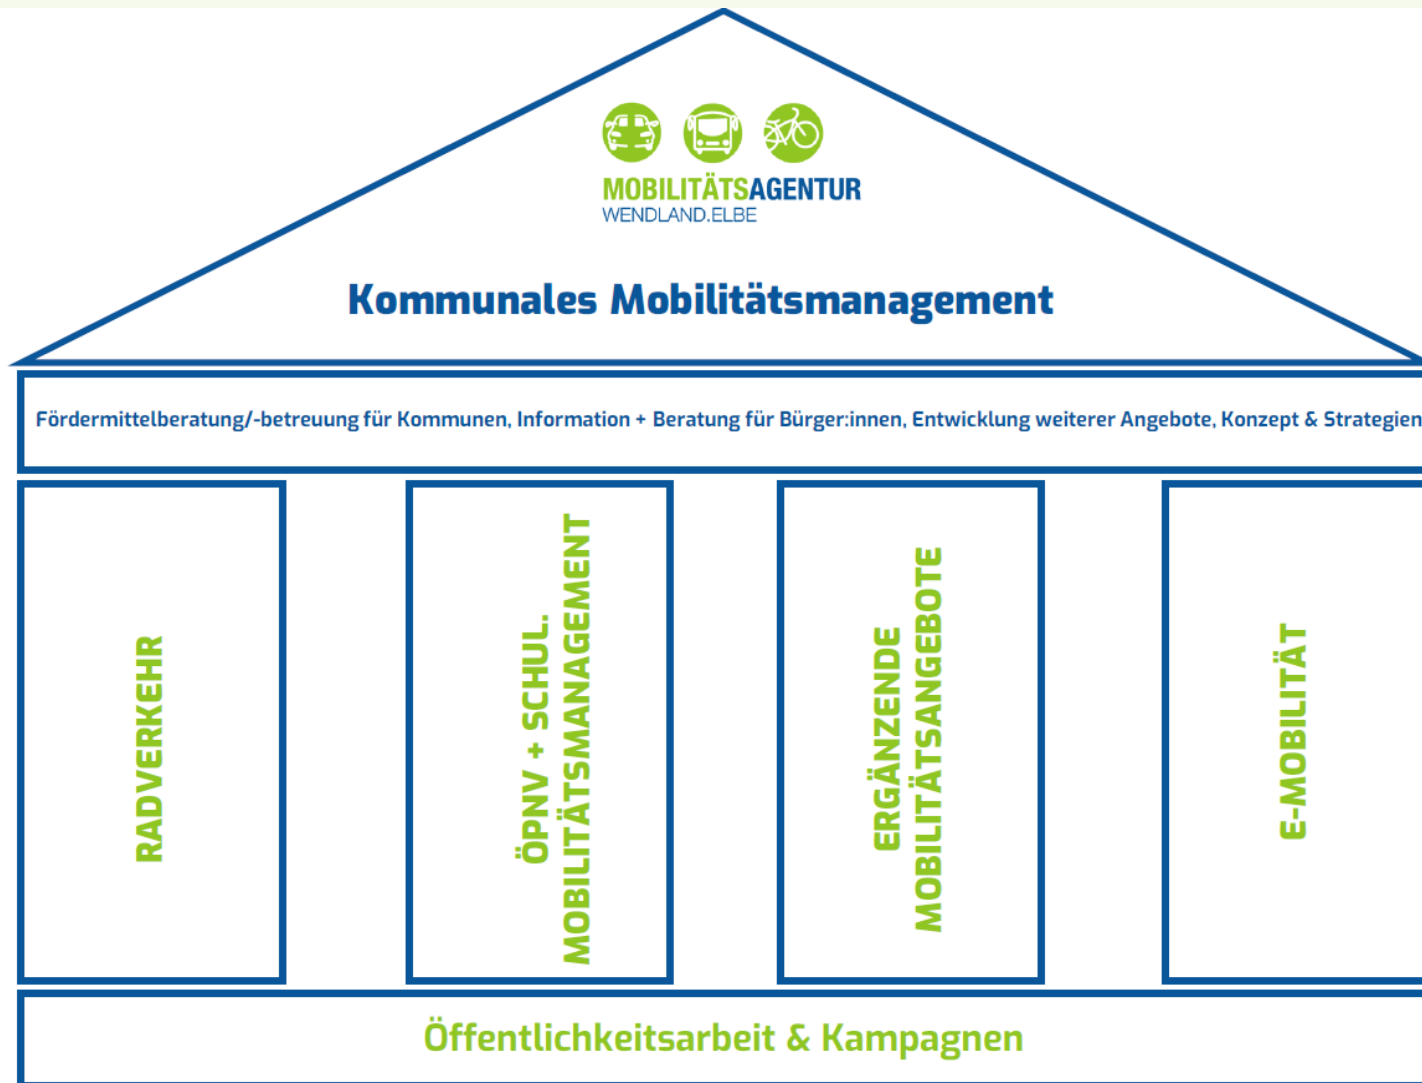 MOBILITÄTSAGENTUR
WENDLAND.ELBE
Kommunales Mobilitätsmanagement
Fördermittelberatung/-betreuung für Kommunen, Information + Beratung für Bürger:innen, Entwicklung weiterer Angebote, Konzept & Strategien
RADVERKEHR
ÖPNV + SCHUL.
MOBILITÄTSMANAGEMENT
ERGÄNZENDE
MOBILITÄTSANGEBOTE
E-MOBILITÄT
Öffentlichkeitsarbeit & Kampagnen